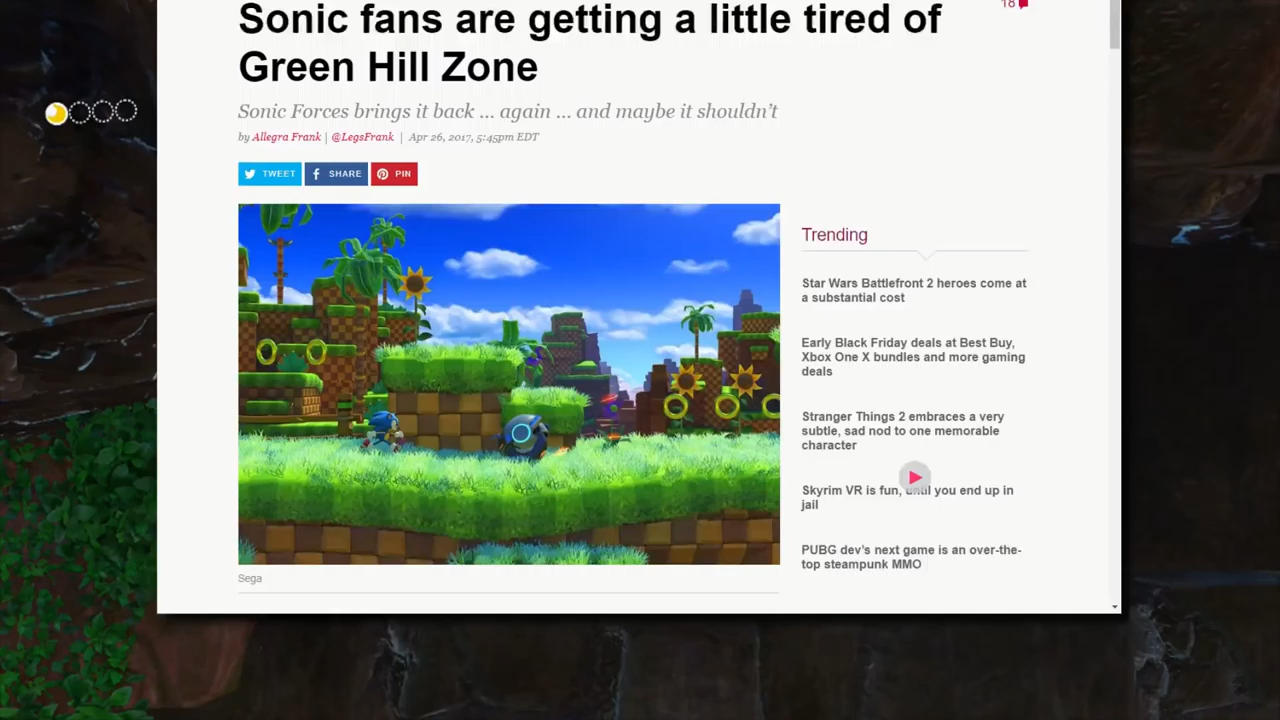 Sonic fans are getting a little tired of
Green Hill Zone
18
Sonic Forces brings it back ... again ... and maybe it shouldn't
by Allegra Frank | @LegsFrank | Apr 26, 2017, 5:45pm EDT
TWEET SHARE PIN
Sega
Trending
Star Wars Battlefront 2 heroes come at
a substantial cost
Early Black Friday deals at Best Buy,
Xbox One X bundles and more gaming
deals
Stranger Things 2 embraces a very
subtle, sad nod to one memorable
character
Skyrim VR is fun, until you end up in
jail
PUBG dev's next game is an over-the-
top steampunk MMO